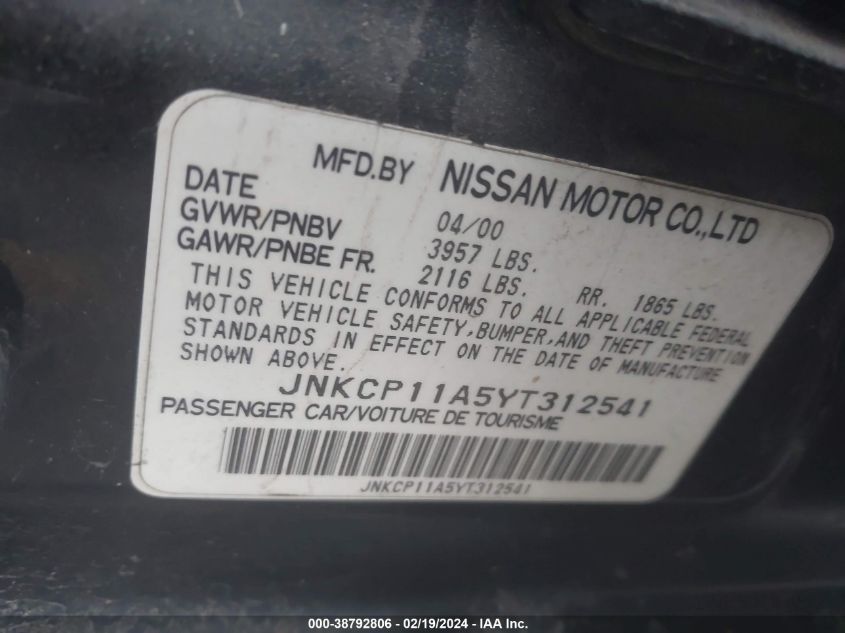 MFD.BY NISSAN MOTOR CO.,LTD
DATE 04/00
GVWR/PNBV 3957 LBS.
GAWR/PNBE FR. 2116 LBS. RR. 1865 LBS.
THIS VEHICLE CONFORMS TO ALL APPLICABLE FEDERAL
MOTOR VEHICLE SAFETY,BUMPER,AND THEFT PREVENTION
STANDARDS IN EFFECT ON THE DATE OF MANUFACTURE
SHOWN ABOVE.
JNKCP11A5YT312541
PASSENGER CAR/VOITURE DE TOURISME
JNKCP11A5YT312541
000-38792806 - 02/19/2024 - IAA Inc.